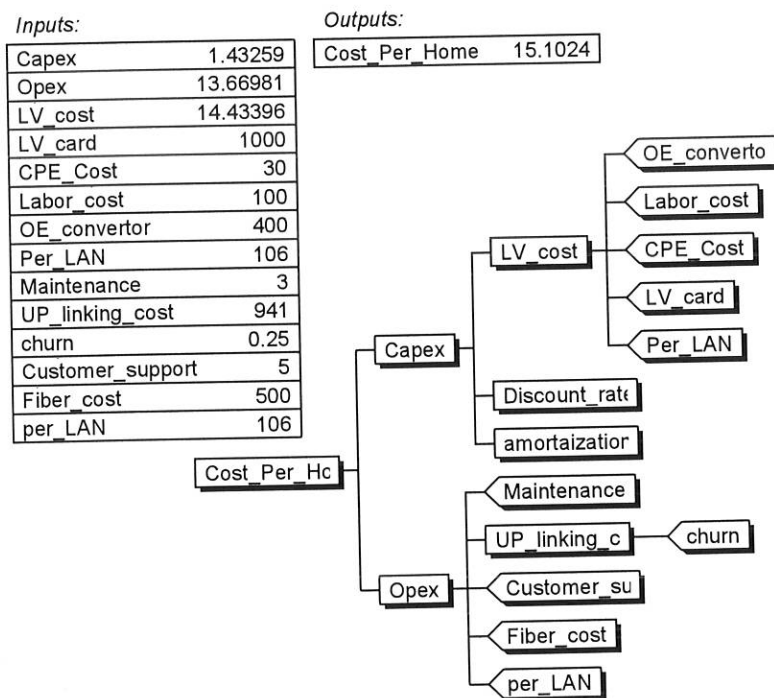 Inputs:
Capex 1.43259
Opex 13.66981
LV_cost 14.43396
LV_card 1000
CPE_Cost 30
Labor_cost 100
OE_convertor 400
Per_LAN 106
Maintenance 3
UP_linking_cost 941
churn 0.25
Customer_support 5
Fiber_cost 500
per_LAN 106
Outputs:
Cost_Per_Home 15.1024
Cost_Per_Hc
Capex
LV_cost
OE_converto
Labor_cost
CPE_Cost
LV_card
Per_LAN
Discount_rate
amortaization
Opex
Maintenance
UP_linking_c
churn
Customer_su
Fiber_cost
per_LAN